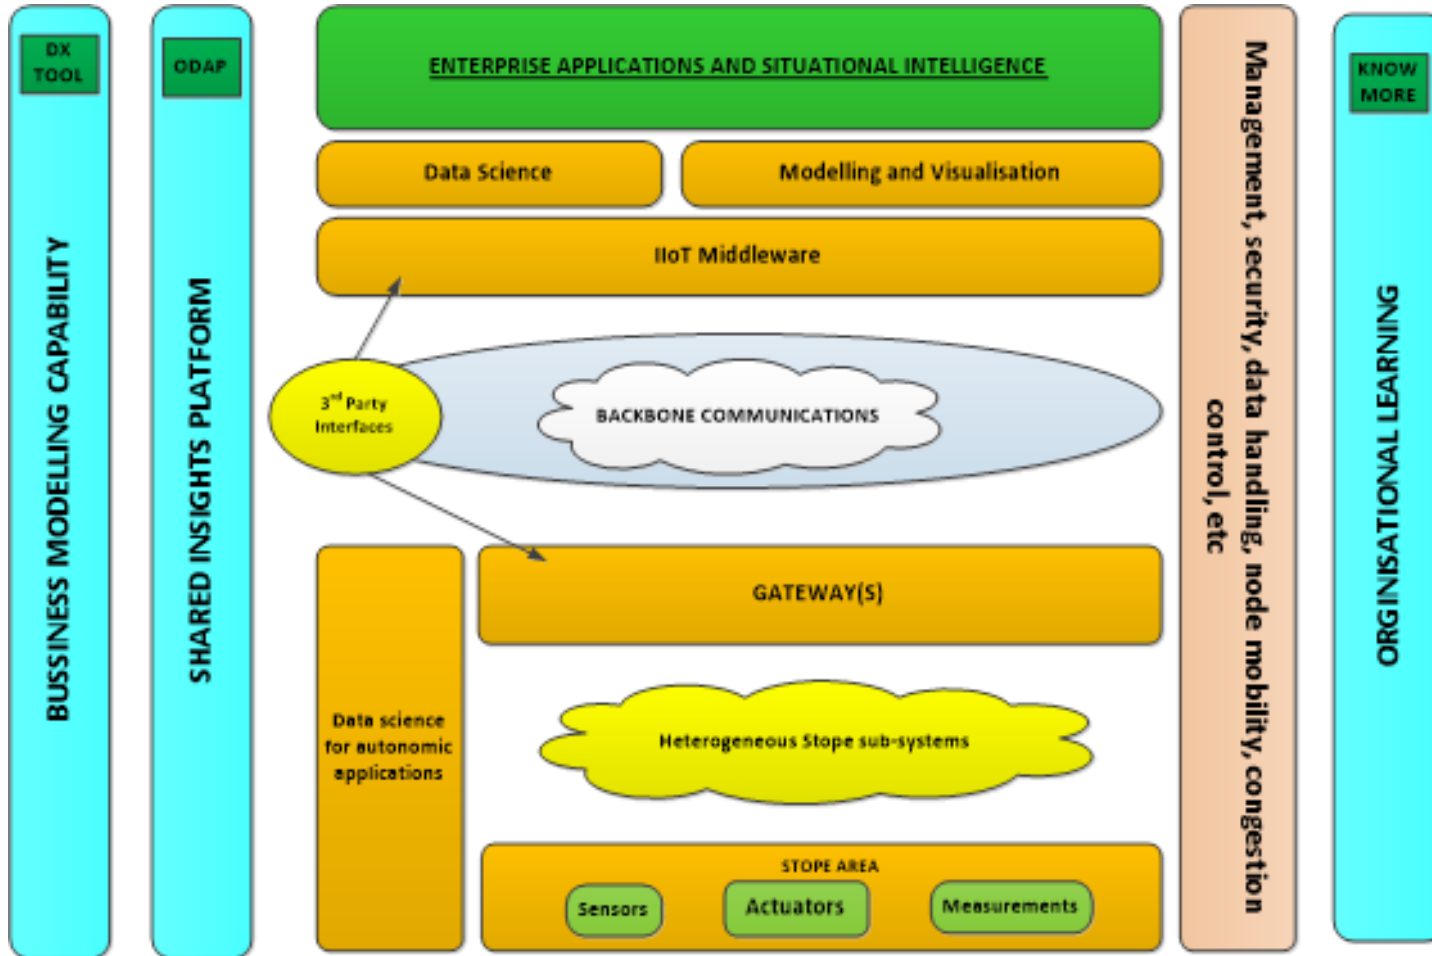 DX
TOOL
BUSSINESS MODELLING CAPABILITY
ODAP
SHARED INSIGHTS PLATFORM
ENTERPRISE APPLICATIONS AND SITUATIONAL INTELLIGENCE
Data Science
Modelling and Visualisation
IIoT Middleware
3rd Party
Interfaces
BACKBONE COMMUNICATIONS
GATEWAY(S)
Data science
for autonomic
applications
Heterogeneous Stope sub-systems
STOPE AREA
Sensors
Actuators
Measurements
Management, security, data handling, node mobility, congestion
control, etc
KNOW
MORE
ORGINISATIONAL LEARNING